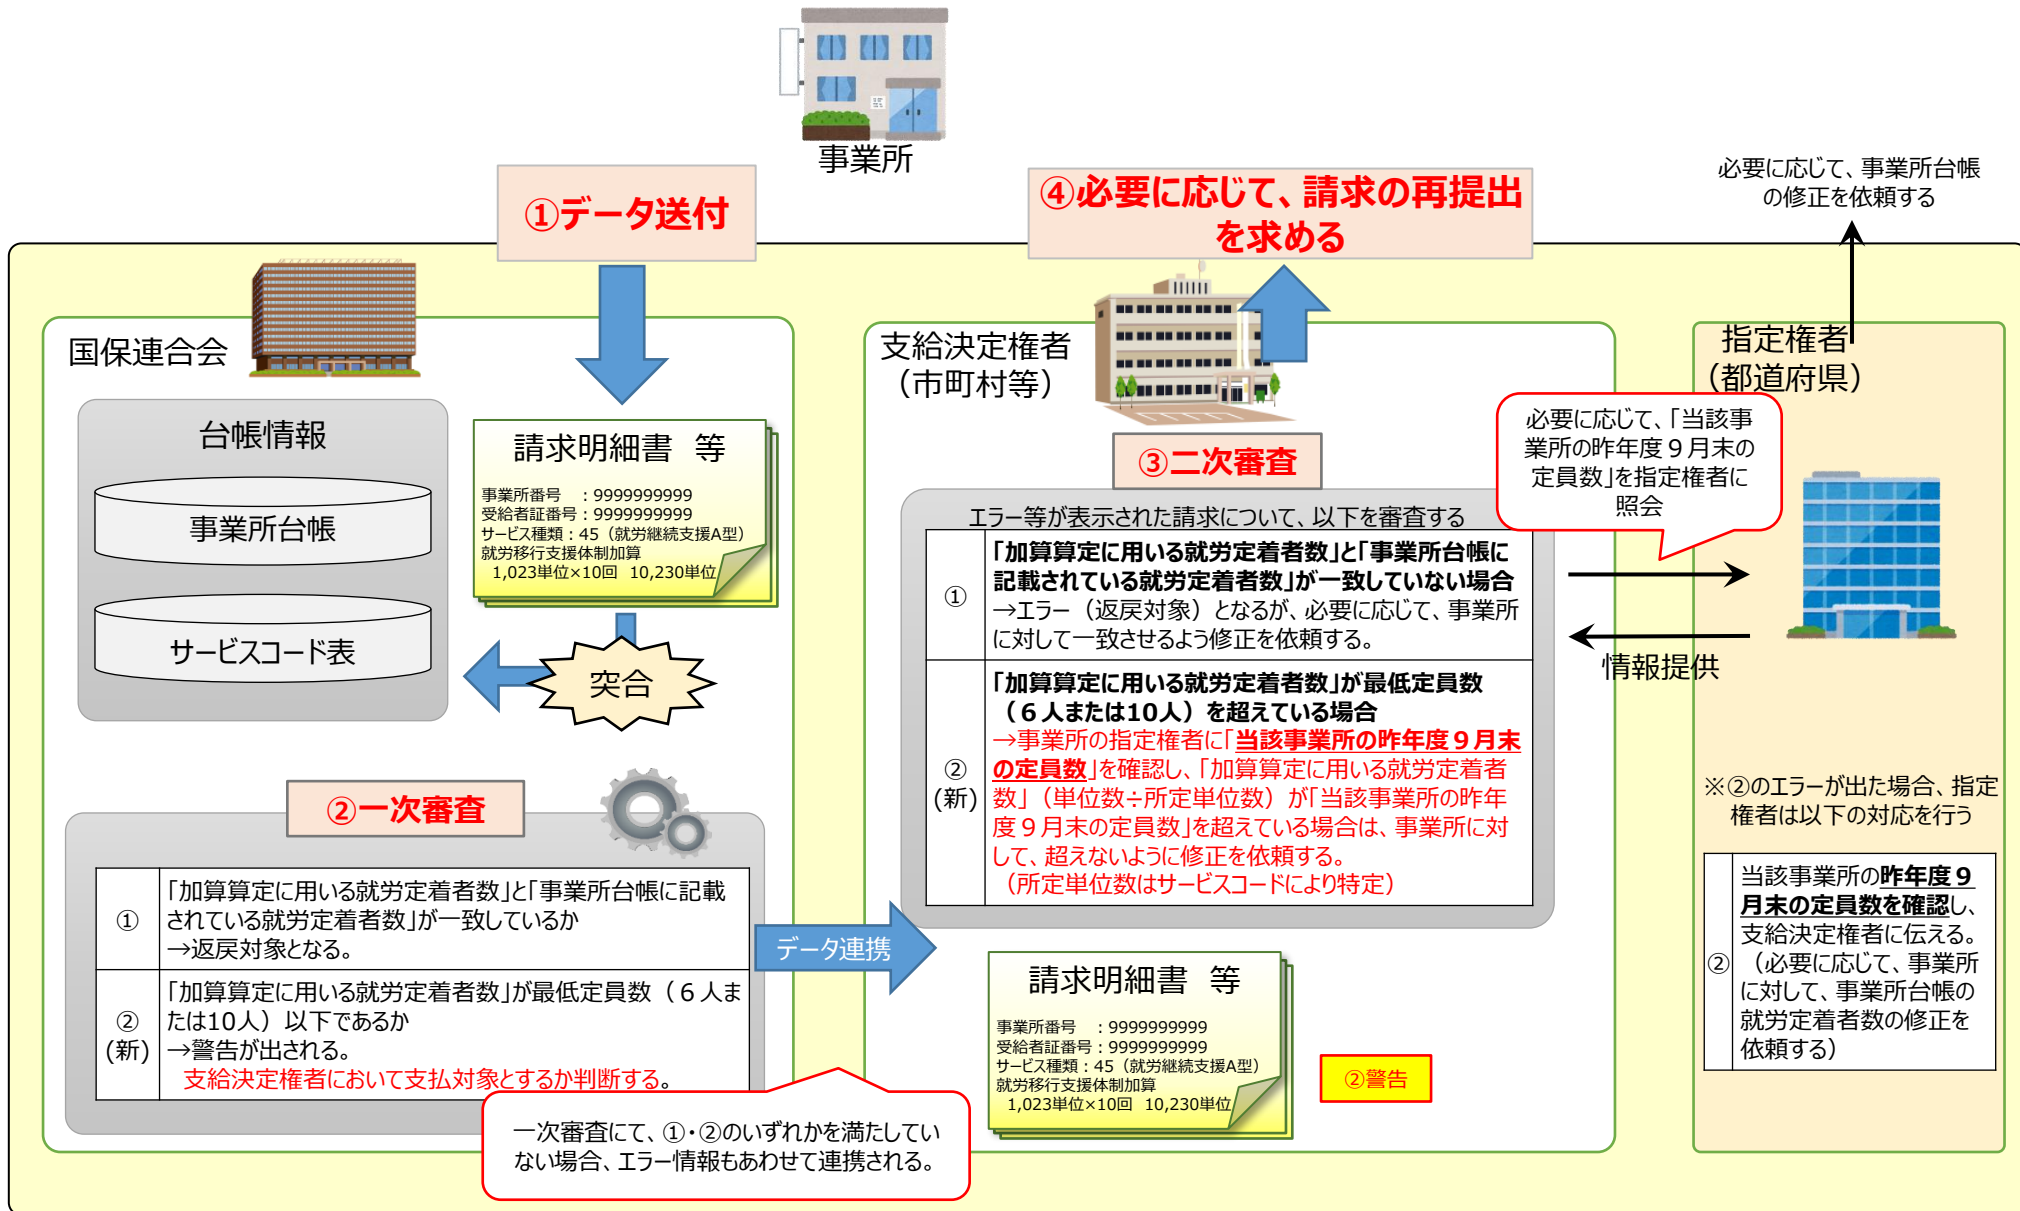 事業所
①データ送付
④必要に応じて、請求の再提出
を求める
必要に応じて、事業所台帳
の修正を依頼する
国保連合会
台帳情報
事業所台帳
サービスコード表
請求明細書 等
事業所番号 :9999999999
受給者証番号:9999999999
サービス種類:45(就労継続支援A型)
就労移行支援体制加算
1,023単位×10回 10,230単位
突合
②一次審査
①
「加算算定に用いる就労定着者数」と「事業所台帳に記載
されている就労定着者数」が一致しているか
→返戻対象となる。
②
(新)
「加算算定に用いる就労定着者数」が最低定員数(6人ま
たは10人)以下であるか
→警告が出される。
支給決定権者において支払対象とするか判断する。
データ連携
一次審査にて、①・②のいずれかを満たしてい
ない場合、エラー情報もあわせて連携される。
支給決定権者
(市町村等)
③二次審査
エラー等が表示された請求について、以下を審査する
①
「加算算定に用いる就労定着者数」と「事業所台帳に
記載されている就労定着者数」が一致していない場合
→エラー(返戻対象)となるが、必要に応じて、事業所
に対して一致させるよう修正を依頼する。
②
(新)
「加算算定に用いる就労定着者数」が最低定員数
(6人または10人)を超えている場合
→事業所の指定権者に「当該事業所の昨年度9月末
の定員数」を確認し、「加算算定に用いる就労定着者
数」(単位数÷所定単位数)が「当該事業所の昨年
度9月末の定員数」を超えている場合は、事業所に対
して、超えないように修正を依頼する。
(所定単位数はサービスコードにより特定)
請求明細書 等
事業所番号 :9999999999
受給者証番号:9999999999
サービス種類:45(就労継続支援A型)
就労移行支援体制加算
1,023単位×10回 10,230単位
②警告
指定権者
(都道府県)
必要に応じて、「当該事
業所の昨年度9月末の
定員数」を指定権者に
照会
情報提供
※②のエラーが出た場合、指定
権者は以下の対応を行う
②
当該事業所の昨年度9
月末の定員数を確認し、
支給決定権者に伝える。
(必要に応じて、事業所
に対して、事業所台帳の
就労定着者数の修正を
依頼する)